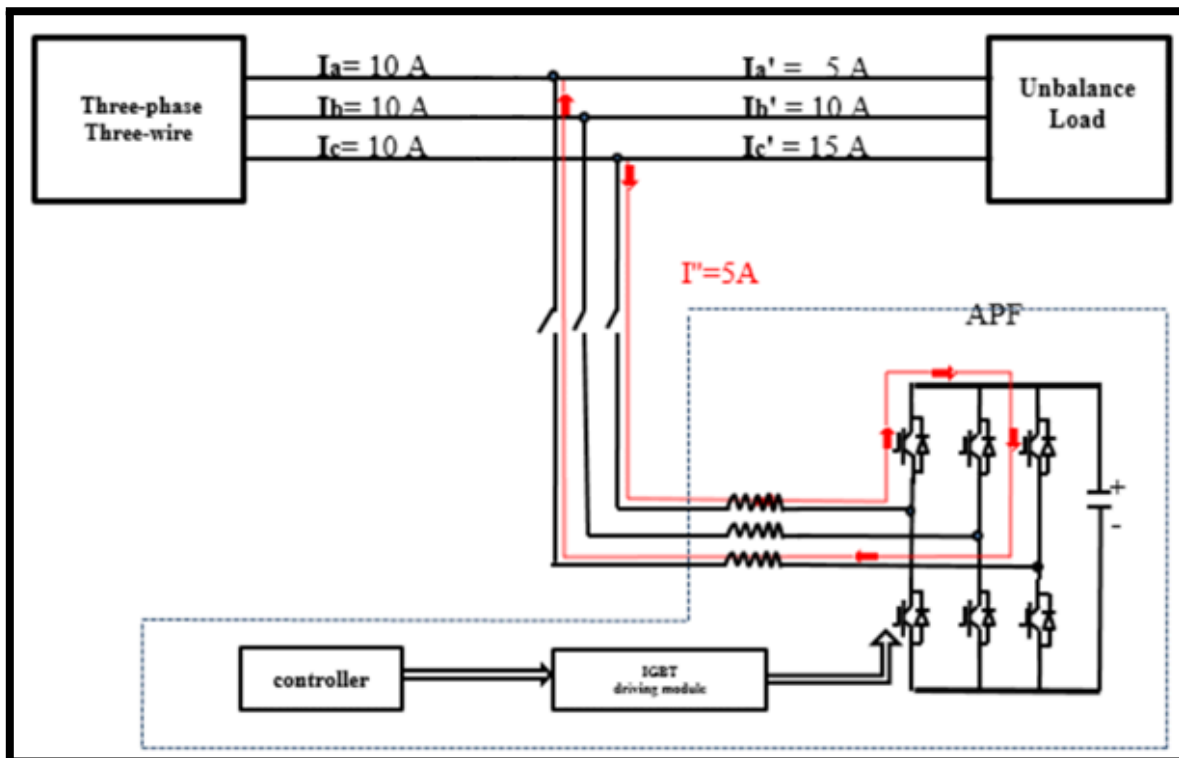 Three-phase
Three-wire
Ia= 10 A
Ib= 10 A
Ic= 10 A
Ia' = 5 A
Ib' = 10 A
Ic' = 15 A
Unbalance
Load
I"=5A
APF
+
-
controller
IGBT
driving module